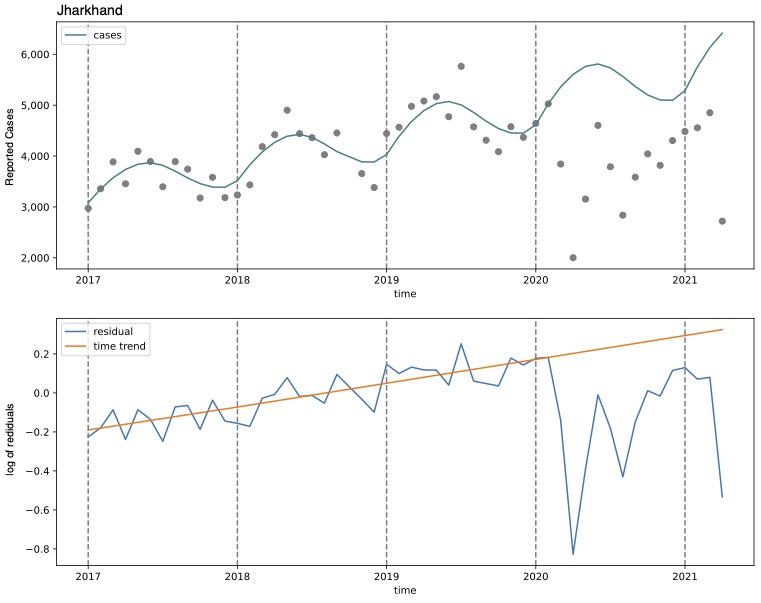 Jharkhand
cases
6,000
5,000
4,000
3,000
2,000
Reported Cases
2017
2018
2019
2020
2021
time
residual
time trend
0.2
0.0
−0.2
−0.4
−0.6
−0.8
log of rediduals
2017
2018
2019
2020
2021
time